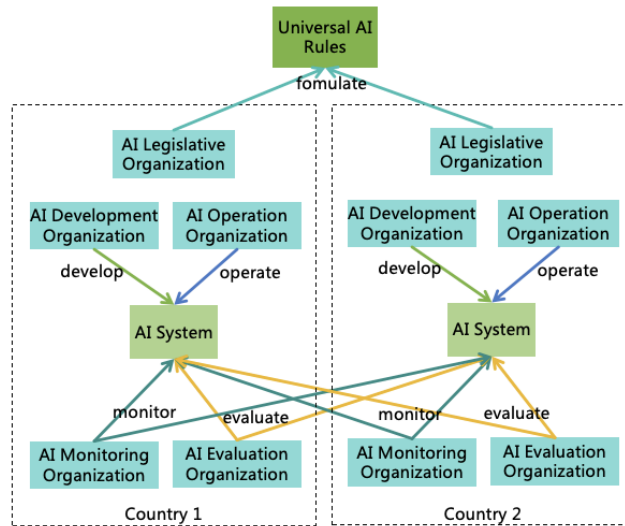 Universal AI
Rules
fomulate
AI Legislative
Organization
AI Development
Organization
AI Operation
Organization
develop
operate
AI System
monitor
evaluate
AI Monitoring
Organization
AI Evaluation
Organization
Country 1
AI Legislative
Organization
AI Development
Organization
AI Operation
Organization
develop
operate
AI System
monitor
evaluate
AI Monitoring
Organization
AI Evaluation
Organization
Country 2